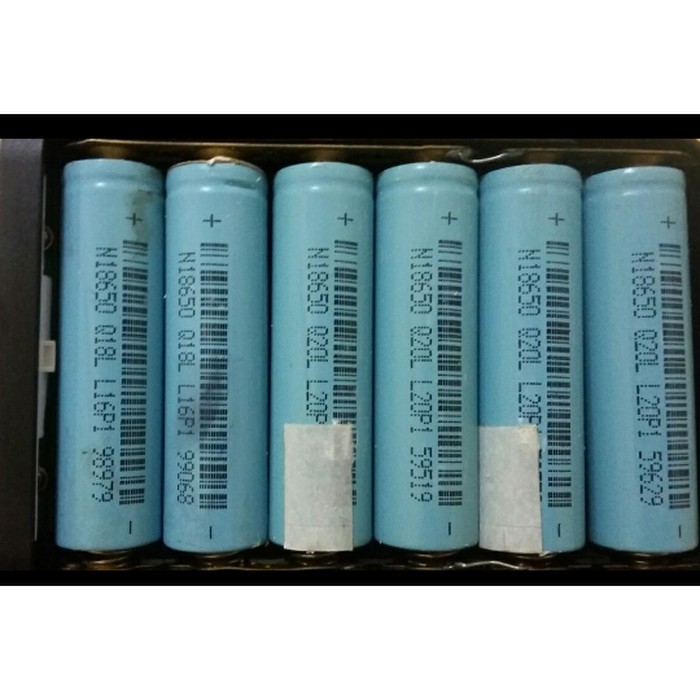 +
N18650 Q18L L16P1 98979
-
+
N18650 Q18L L16P1 99068
-
+
N18650 Q20L L20P
-
+
N18650 Q20L L20P1 59519
-
+
N18650 Q20L L20P1
-
+
N18650 Q20L L20P1 59629
-